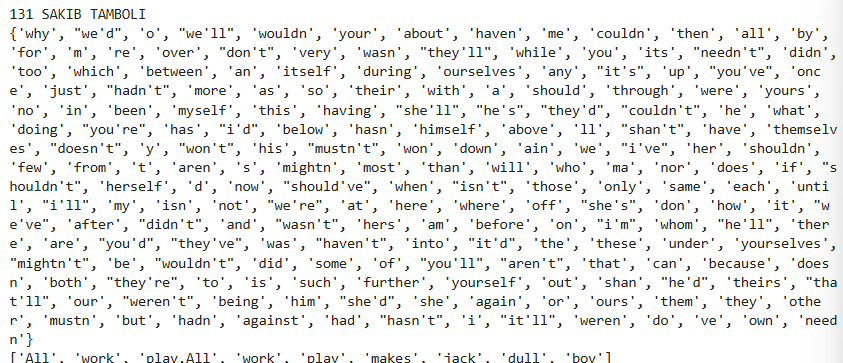 131 SAKIB TAMBOLI
{'why', "we'd", 'o', "we'll", 'wouldn', 'your', 'about', 'haven', 'me', 'couldn', 'then', 'all', 'by',
'for', 'm', 're', 'over', "don't", 'very', 'wasn', "they'll", 'while', 'you', 'its', "needn't", 'didn',
'too', 'which', 'between', 'an', 'itself', 'during', 'ourselves', 'any', "it's", 'up', "you've", 'onc
e', 'just', "hadn't", 'more', 'as', 'so', 'their', 'with', 'a', 'should', 'through', 'were', 'yours',
'no', 'in', 'been', 'myself', 'this', 'having', "she'll", "he's", "they'd", "couldn't", 'he', 'what',
'doing', "you're", 'has', "i'd", 'below', 'hasn', 'himself', 'above', 'll', "shan't", 'have', 'themselv
es', "doesn't", 'y', "won't", 'his', "mustn't", 'won', 'down', 'ain', 'we', "i've", 'her', 'shouldn',
'few', 'from', 't', 'aren', 's', 'mightn', 'most', 'than', 'will', 'who', 'ma', 'nor', 'does', 'if', "s
houldn't", 'herself', 'd', 'now', "should've", 'when', "isn't", 'those', 'only', 'same', 'each', 'unti
l', "i'll", 'my', 'isn', 'not', "we're", 'at', 'here', 'where', 'off', "she's", 'don', 'how', 'it', "w
e've", 'after', "didn't", 'and', "wasn't", 'hers', 'am', 'before', 'on', "i'm", 'whom', "he'll", 'ther
e', 'are', "you'd", "they've", 'was', "haven't", 'into', "it'd", 'the', 'these', 'under', 'yourselves',
"mightn't", 'be', "wouldn't", 'did', 'some', 'of', "you'll", "aren't", 'that', 'can', 'because', 'does
n', 'both', "they're", 'to', 'is', 'such', 'further', 'yourself', 'out', 'shan', "he'd", 'theirs', "tha
t'll", 'our', "weren't", 'being', 'him', "she'd", 'she', 'again', 'or', 'ours', 'them', 'they', 'othe
r', 'mustn', 'but', 'hadn', 'against', 'had', "hasn't", 'i', "it'll", 'weren', 'do', 've', 'own', 'need
n'}
['All', 'work', 'play.All', 'work', 'play', 'makes', 'jack', 'dull', 'boy']